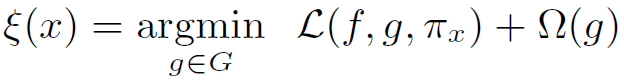 ξ(x) = argmin ℒ(f, g, π_x) + Ω(g)
g∈G